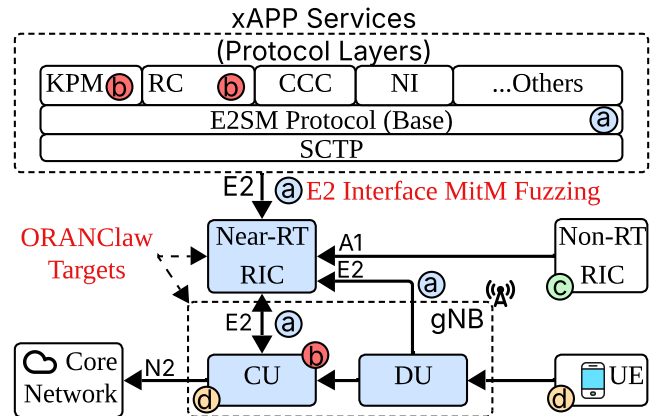 xAPP Services
(Protocol Layers)
KPM b RC b CCC NI ...Others
E2SM Protocol (Base) a
SCTP
E2 a E2 Interface MitM Fuzzing
ORANClaw
Targets
Near-RT
RIC
A1
E2
Non-RT
RIC
c
a
gNB
E2 a
Core
Network
N2
CU
b
d
DU
UE
d